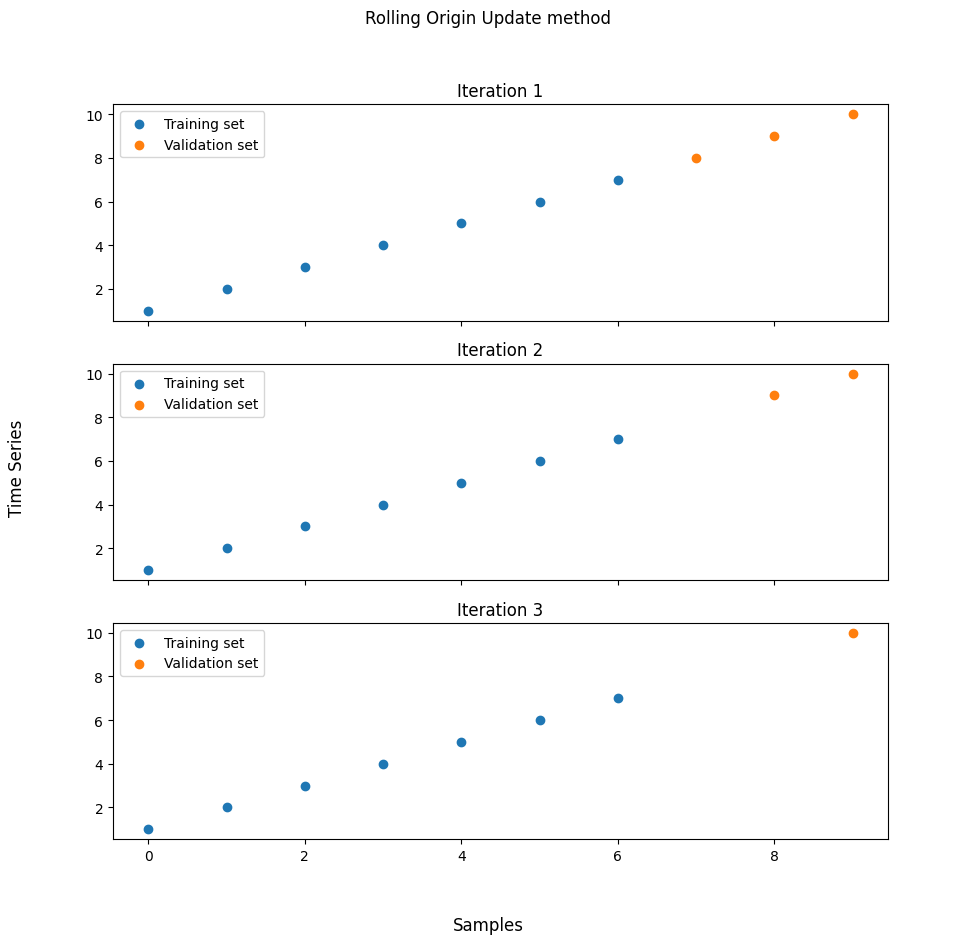 Rolling Origin Update method
Iteration 1
Training set
Validation set
10
8
6
4
2
Iteration 2
Training set
Validation set
10
8
6
4
2
Time Series
Iteration 3
Training set
Validation set
10
8
6
4
2
0 2 4 6 8
Samples